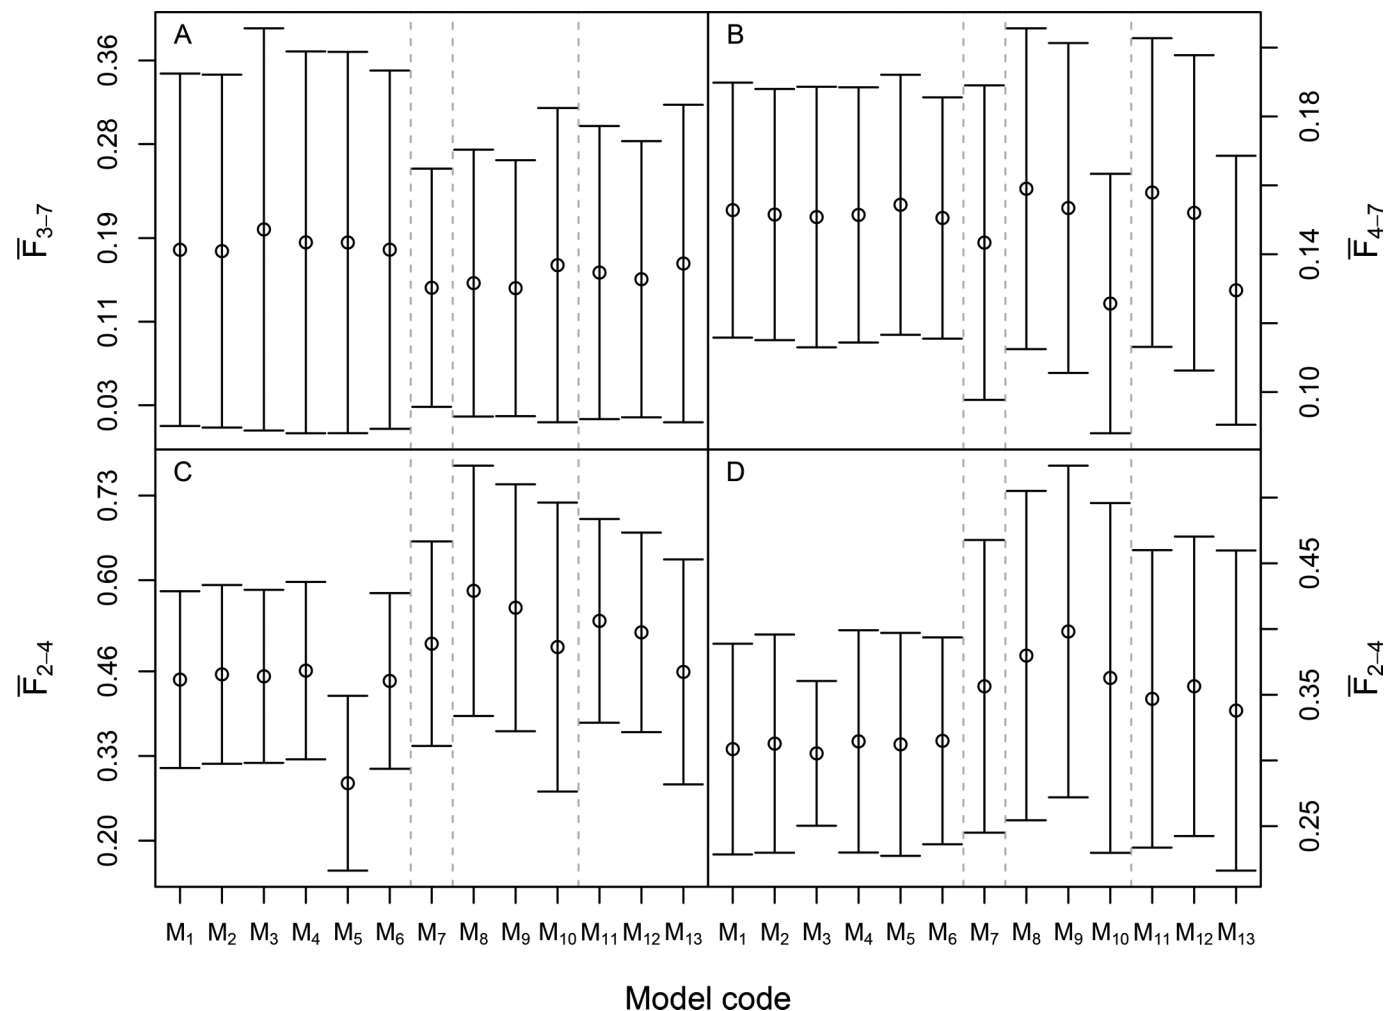 A
B
0.36
0.28
0.19
0.11
0.03
F̅3–7
0.18
0.14
0.10
F̅4–7
C
D
0.73
0.60
0.46
0.33
0.20
F̅2–4
0.45
0.35
0.25
F̅2–4
M1 M2 M3 M4 M5 M6 M7 M8 M9 M10 M11 M12 M13 M1 M2 M3 M4 M5 M6 M7 M8 M9 M10 M11 M12 M13
Model code